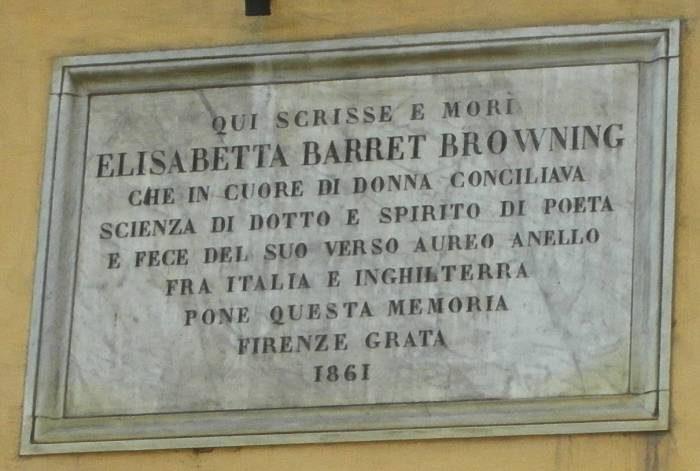 QUI SCRISSE E MORÌ
ELISABETTA BARRET BROWNING
CHE IN CUORE DI DONNA CONCILIAVA
SCIENZA DI DOTTO E SPIRITO DI POETA
E FECE DEL SUO VERSO AUREO ANELLO
FRA ITALIA E INGHILTERRA
PONE QUESTA MEMORIA
FIRENZE GRATA
1861